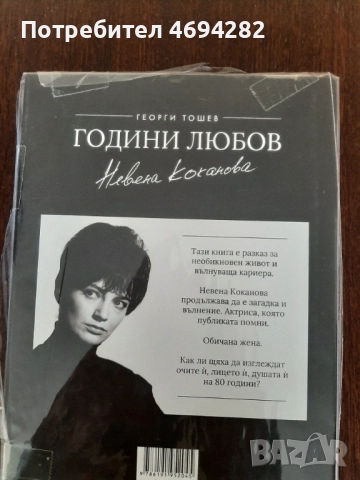 Потребител 4694282
ГЕОРГИ ТОШЕВ
ГОДИНИ ЛЮБОВ
Невена Коканова
Тази книга е разказ за
необикновен живот и
вълнуваща кариера.
Невена Коканова
продължава да е загадка и
вълнение. Актриса, която
публиката помни.
Обичана жена.
Как ли щяха да изглеждат
очите ѝ, лицето ѝ, душата ѝ
на 80 години?
BAZAR